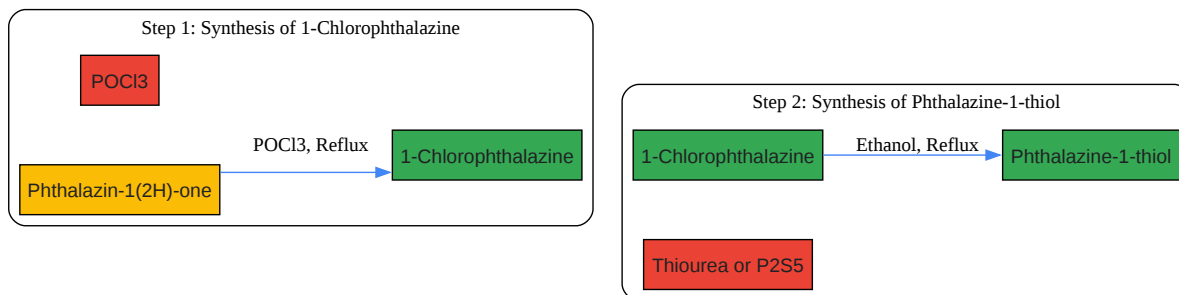 Step 1: Synthesis of 1-Chlorophthalazine
POCl3
POCl3, Reflux
1-Chlorophthalazine
Phthalazin-1(2H)-one
Step 2: Synthesis of Phthalazine-1-thiol
1-Chlorophthalazine
Ethanol, Reflux
Phthalazine-1-thiol
Thiourea or P2S5